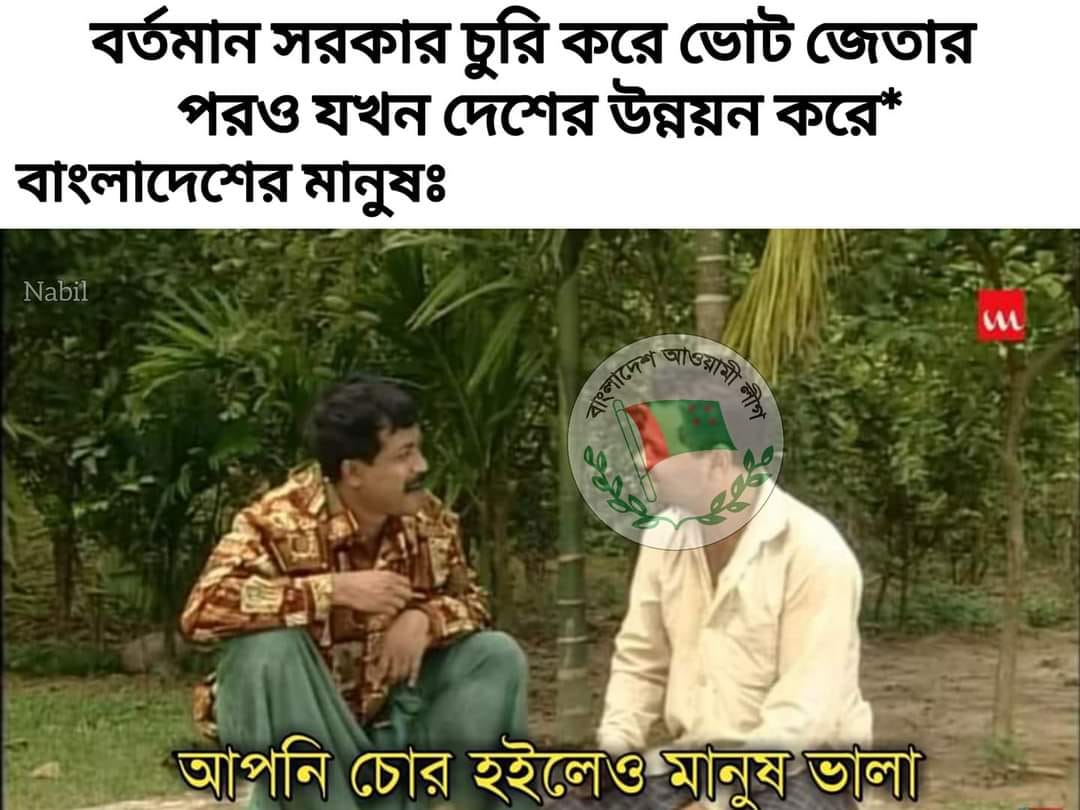 বর্তমান সরকার চুরি করে ভোট জেতার
পরও যখন দেশের উন্নয়ন করে*
বাংলাদেশের মানুষঃ
Nabil
m
বাংলাদেশ আওয়ামী লীগ
আপনি চোর হইলেও মানুষ ভালা